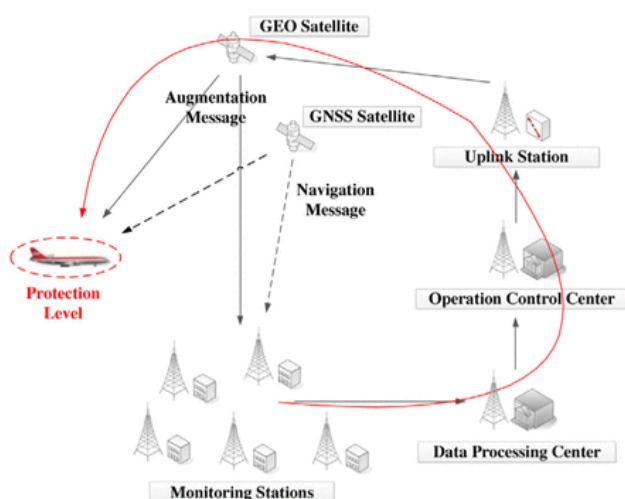 GEO Satellite
Augmentation
Message
GNSS Satellite
Uplink Station
Navigation
Message
Protection
Level
Operation Control Center
Data Processing Center
Monitoring Stations